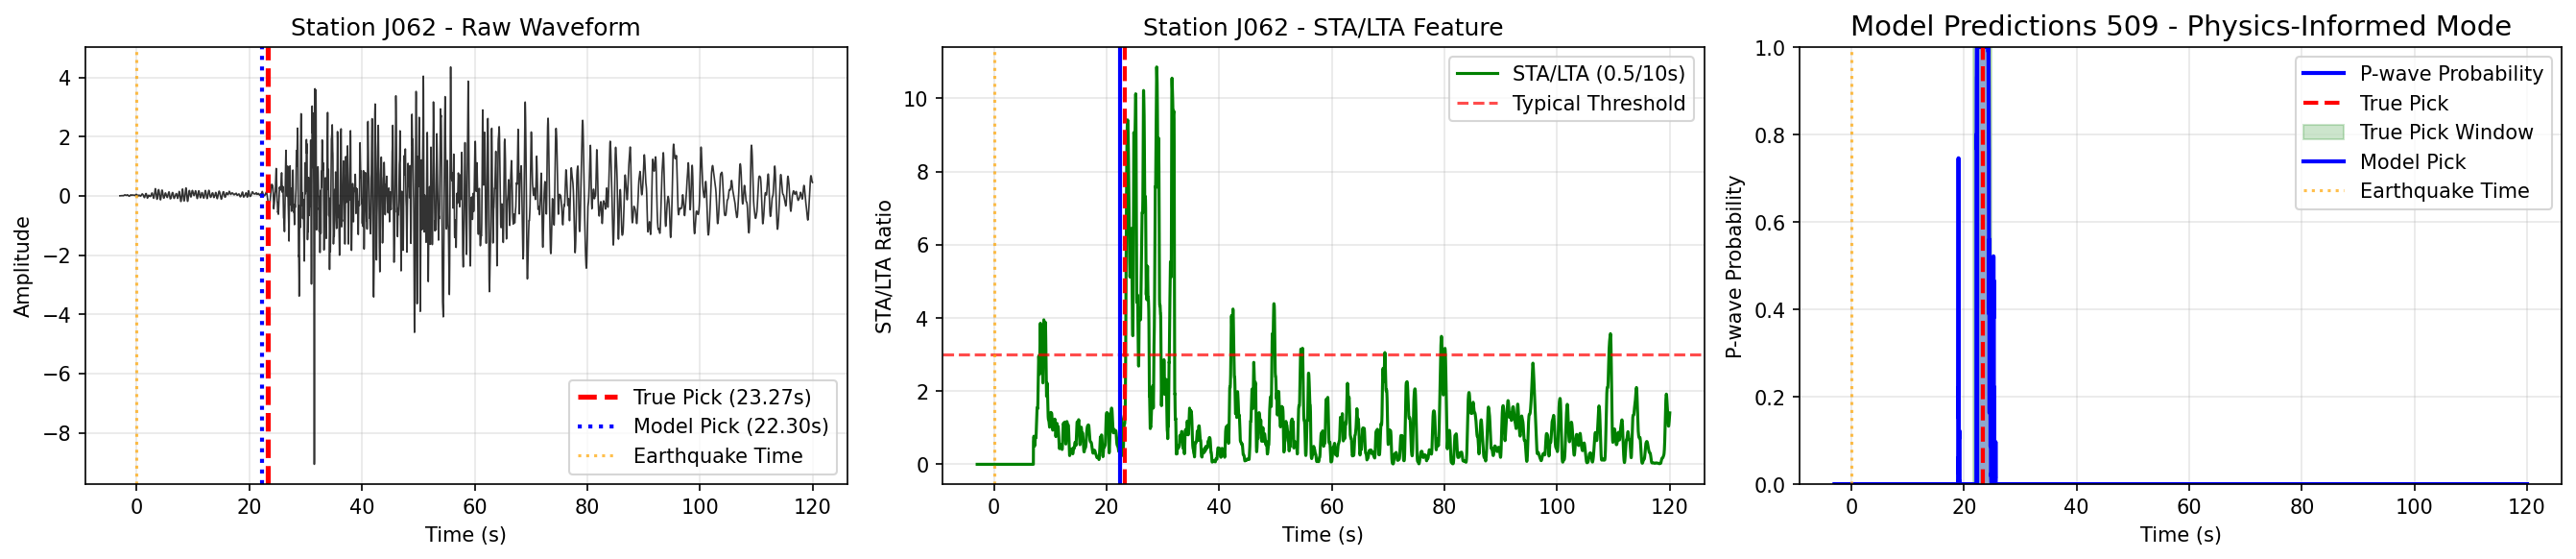 Station J062 - Raw Waveform
Amplitude
4
2
0
−2
−4
−6
−8
True Pick (23.27s)
Model Pick (22.30s)
Earthquake Time
0 20 40 60 80 100 120
Time (s)
Station J062 - STA/LTA Feature
STA/LTA Ratio
10
8
6
4
2
0
STA/LTA (0.5/10s)
Typical Threshold
0 20 40 60 80 100 120
Time (s)
Model Predictions 509 - Physics-Informed Mode
P-wave Probability
1.0
0.8
0.6
0.4
0.2
0.0
P-wave Probability
True Pick
True Pick Window
Model Pick
Earthquake Time
0 20 40 60 80 100 120
Time (s)